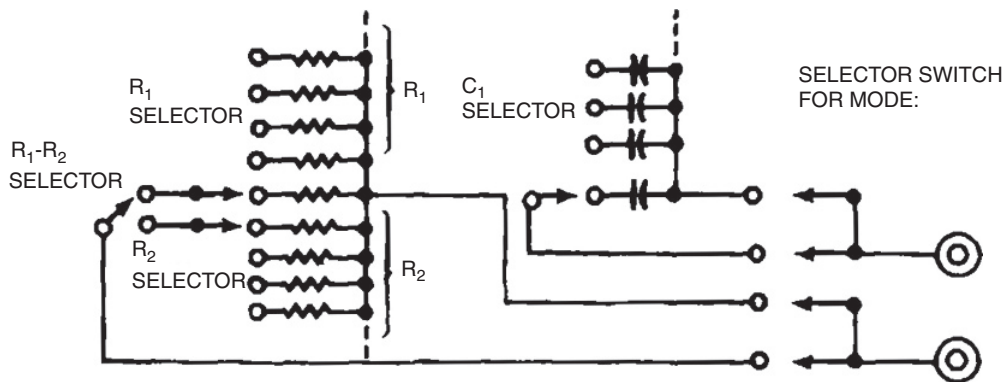 R1
SELECTOR
R1
C1
SELECTOR
SELECTOR SWITCH
FOR MODE:
R1-R2
SELECTOR
R2
SELECTOR
R2